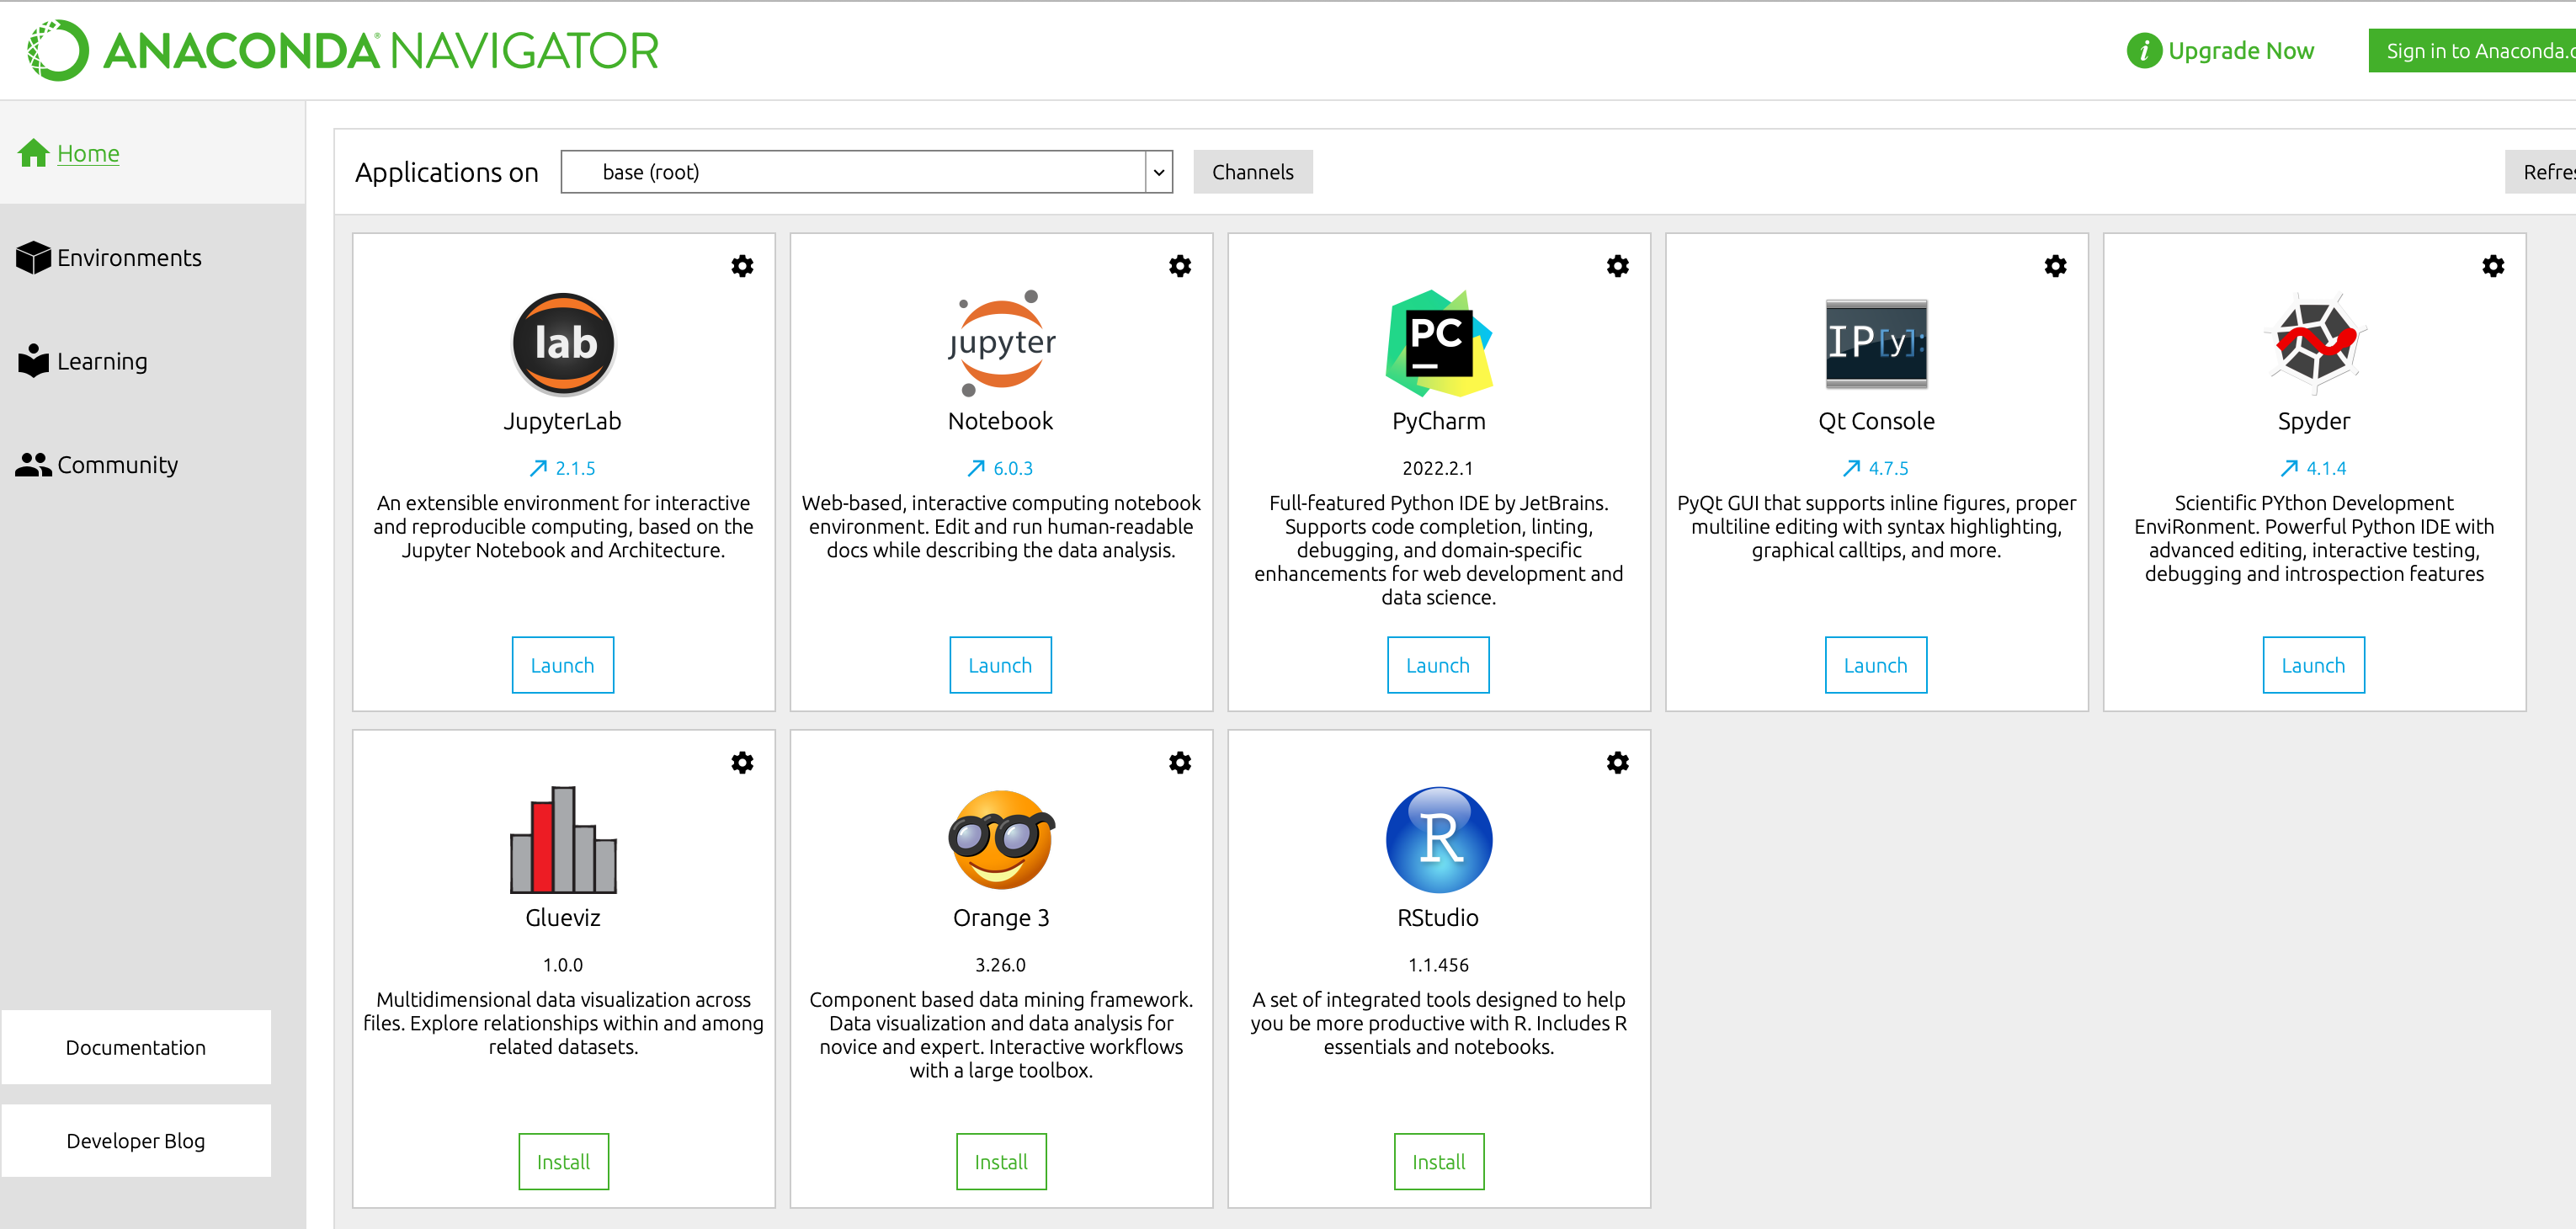 ANACONDA® NAVIGATOR
Upgrade Now
Sign in to Anaconda.
Home
Environments
Learning
Community
Documentation
Developer Blog
Applications on
base (root)
Channels
Refres
lab
JupyterLab
2.1.5
An extensible environment for interactive
and reproducible computing, based on the
Jupyter Notebook and Architecture.
Launch
jupyter
Notebook
6.0.3
Web-based, interactive computing notebook
environment. Edit and run human-readable
docs while describing the data analysis.
Launch
PC
PyCharm
2022.2.1
Full-featured Python IDE by JetBrains.
Supports code completion, linting,
debugging, and domain-specific
enhancements for web development and
data science.
Launch
IP[y]:
Qt Console
4.7.5
PyQt GUI that supports inline figures, proper
multiline editing with syntax highlighting,
graphical calltips, and more.
Launch
Spyder
4.1.4
Scientific PYthon Development
EnviRonment. Powerful Python IDE with
advanced editing, interactive testing,
debugging and introspection features
Launch
Glueviz
1.0.0
Multidimensional data visualization across
files. Explore relationships within and among
related datasets.
Install
Orange 3
3.26.0
Component based data mining framework.
Data visualization and data analysis for
novice and expert. Interactive workflows
with a large toolbox.
Install
R
RStudio
1.1.456
A set of integrated tools designed to help
you be more productive with R. Includes R
essentials and notebooks.
Install